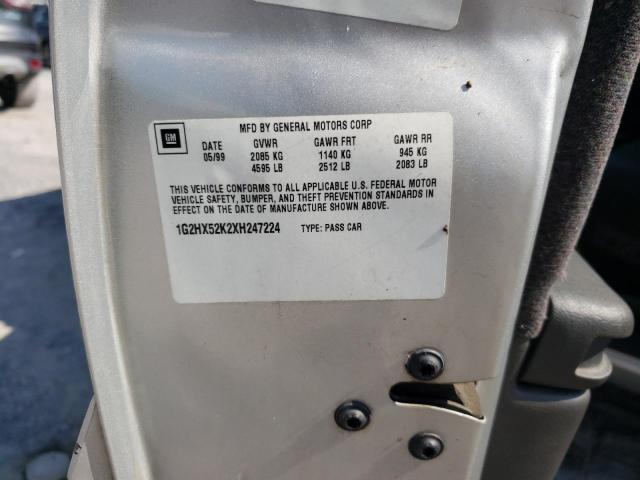 MFD BY GENERAL MOTORS CORP
GM
DATE GVWR GAWR FRT GAWR RR
05/99 2085 KG 1140 KG 945 KG
4595 LB 2512 LB 2083 LB
THIS VEHICLE CONFORMS TO ALL APPLICABLE U.S. FEDERAL MOTOR
VEHICLE SAFETY, BUMPER, AND THEFT PREVENTION STANDARDS IN
EFFECT ON THE DATE OF MANUFACTURE SHOWN ABOVE.
1G2HX52K2XH247224 TYPE: PASS CAR